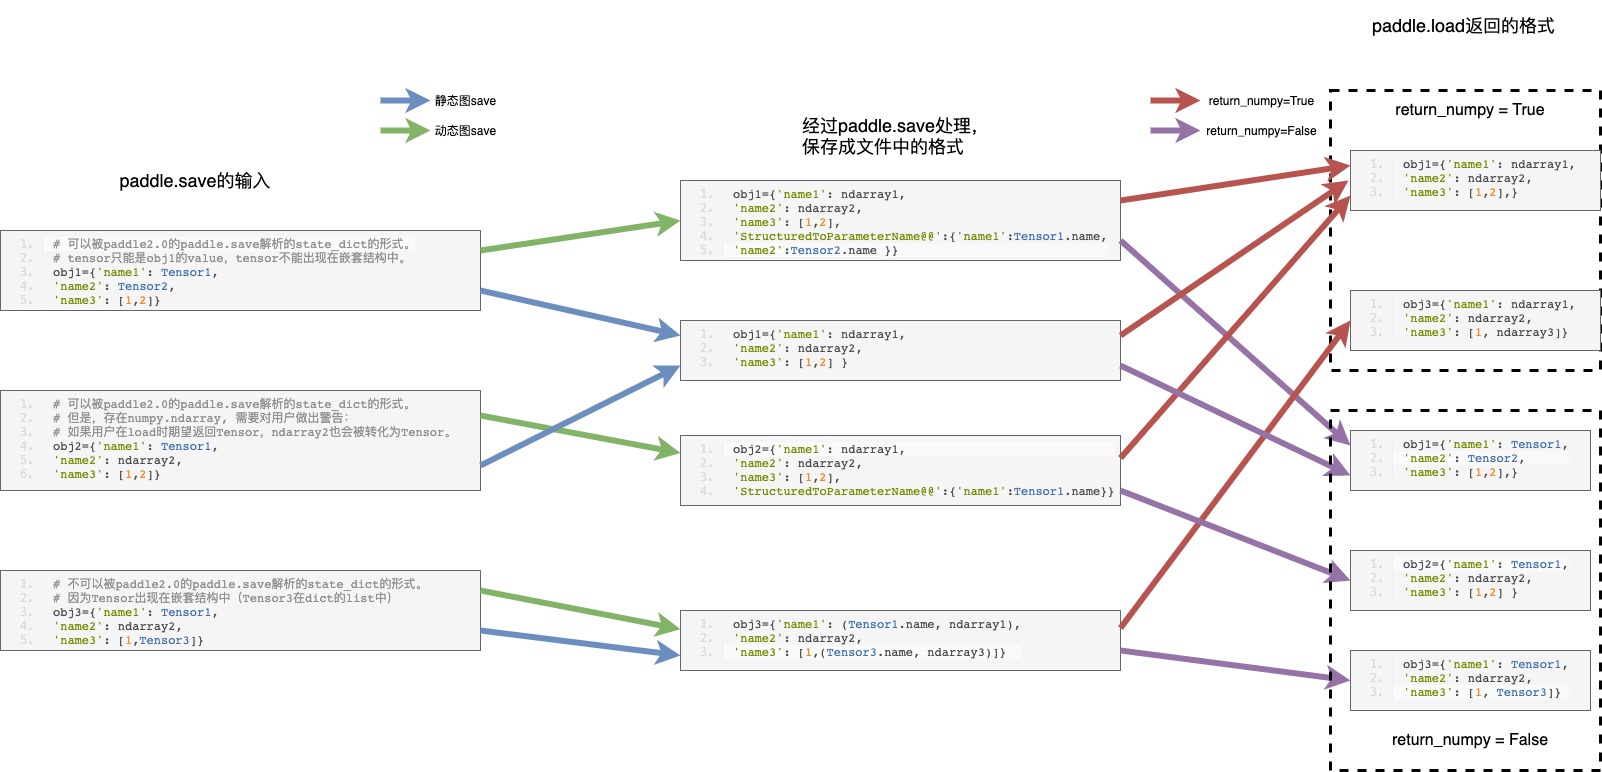 paddle.load返回的格式
静态图save
动态图save
return_numpy=True
return_numpy=False
paddle.save的输入
1. # 可以被paddle2.0的paddle.save解析的state_dict的形式。
2. # tensor只能是obj1的value，tensor不能出现在嵌套结构中。
3. obj1={'name1': Tensor1,
4. 'name2': Tensor2,
5. 'name3': [1,2]}
1. # 可以被paddle2.0的paddle.save解析的state_dict的形式。
2. # 但是，存在numpy.ndarray, 需要对用户做出警告：
3. # 如果用户在load时期望返回Tensor，ndarray2也会被转化为Tensor。
4. obj2={'name1': Tensor1,
5. 'name2': ndarray2,
6. 'name3': [1,2]}
1. # 不可以被paddle2.0的paddle.save解析的state_dict的形式。
2. # 因为Tensor出现在嵌套结构中（Tensor3在dict的list中）
3. obj3={'name1': Tensor1,
4. 'name2': ndarray2,
5. 'name3': [1,Tensor3]}
经过paddle.save处理，
保存成文件中的格式
1. obj1={'name1': ndarray1,
2. 'name2': ndarray2,
3. 'name3': [1,2],
4. 'StructuredToParameterName@@':{'name1':Tensor1.name,
5. 'name2':Tensor2.name }}
1. obj1={'name1': ndarray1,
2. 'name2': ndarray2,
3. 'name3': [1,2] }
1. obj2={'name1': ndarray1,
2. 'name2': ndarray2,
3. 'name3': [1,2],
4. 'StructuredToParameterName@@':{'name1':Tensor1.name}}
1. obj3={'name1': (Tensor1.name, ndarray1),
2. 'name2': ndarray2,
3. 'name3': [1,(Tensor3.name, ndarray3)]}
return_numpy = True
1. obj1={'name1': ndarray1,
2. 'name2': ndarray2,
3. 'name3': [1,2],}
1. obj3={'name1': ndarray1,
2. 'name2': ndarray2,
3. 'name3': [1, ndarray3]}
1. obj1={'name1': Tensor1,
2. 'name2': Tensor2,
3. 'name3': [1,2],}
1. obj2={'name1': Tensor1,
2. 'name2': ndarray2,
3. 'name3': [1,2] }
1. obj3={'name1': Tensor1,
2. 'name2': ndarray2,
3. 'name3': [1, Tensor3]}
return_numpy = False